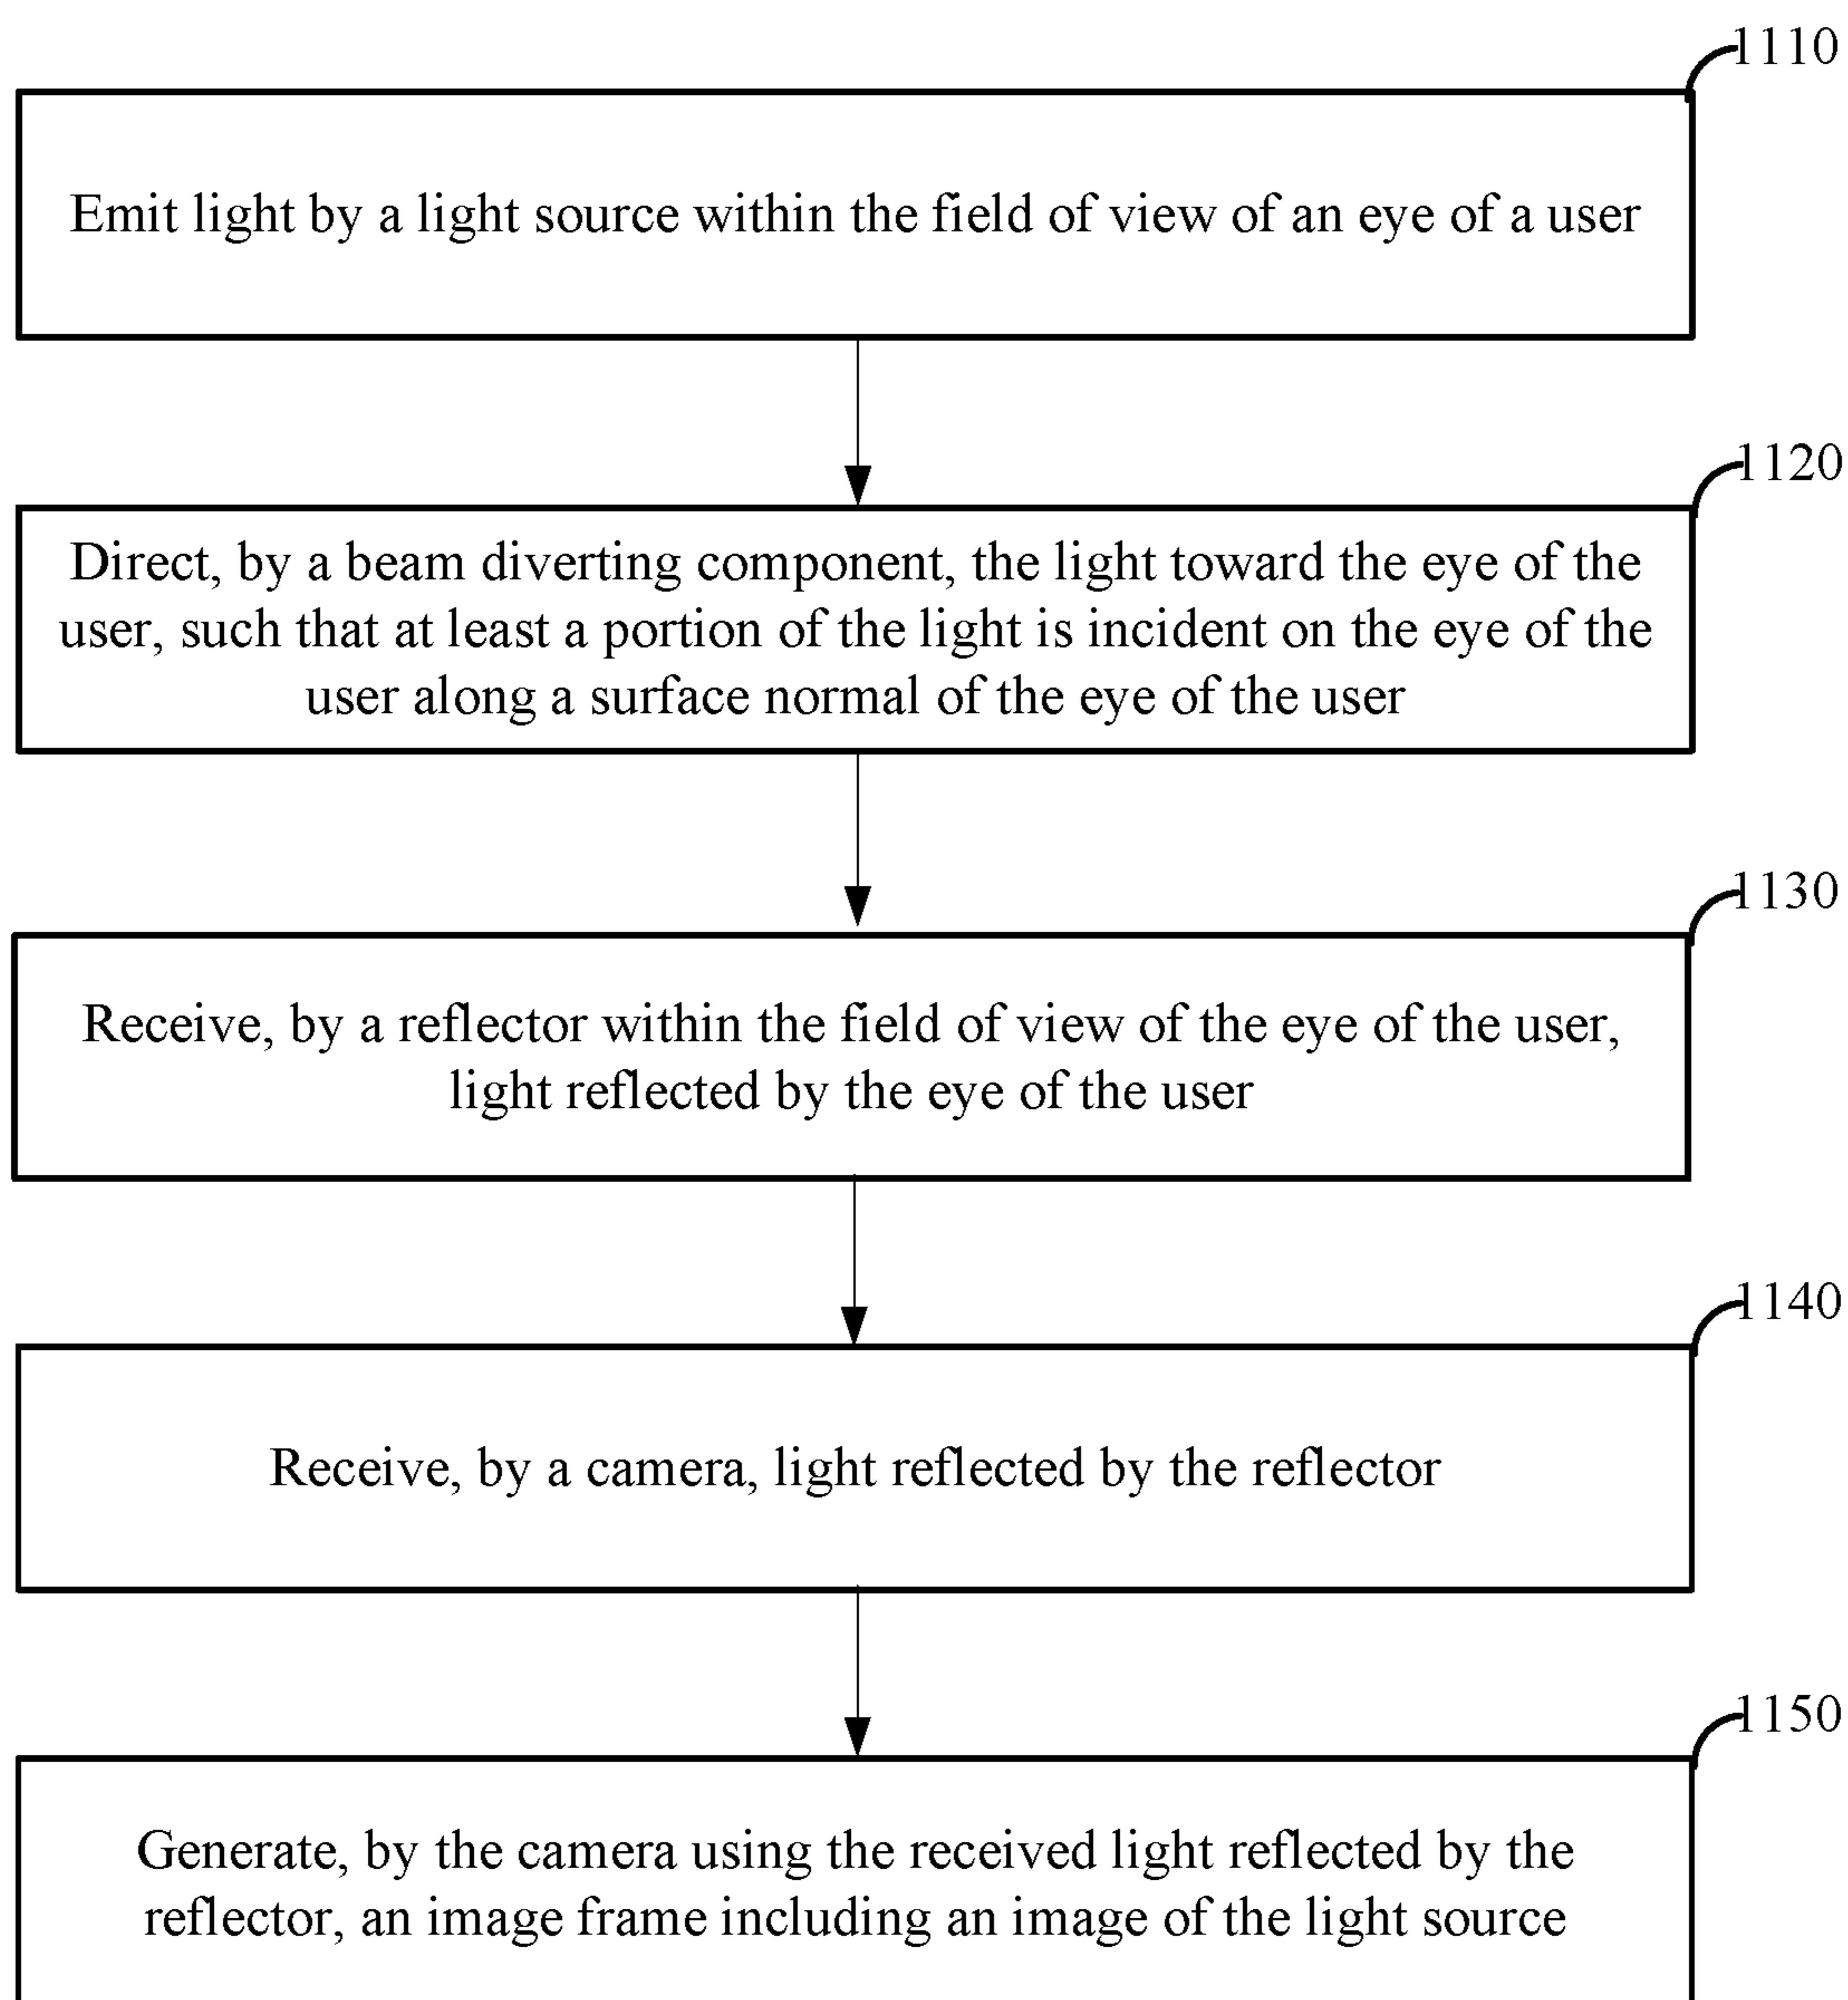 1110
Emit light by a light source within the field of view of an eye of a user
1120
Direct, by a beam diverting component, the light toward the eye of the
user, such that at least a portion of the light is incident on the eye of the
user along a surface normal of the eye of the user
1130
Receive, by a reflector within the field of view of the eye of the user,
light reflected by the eye of the user
1140
Receive, by a camera, light reflected by the reflector
1150
Generate, by the camera using the received light reflected by the
reflector, an image frame including an image of the light source